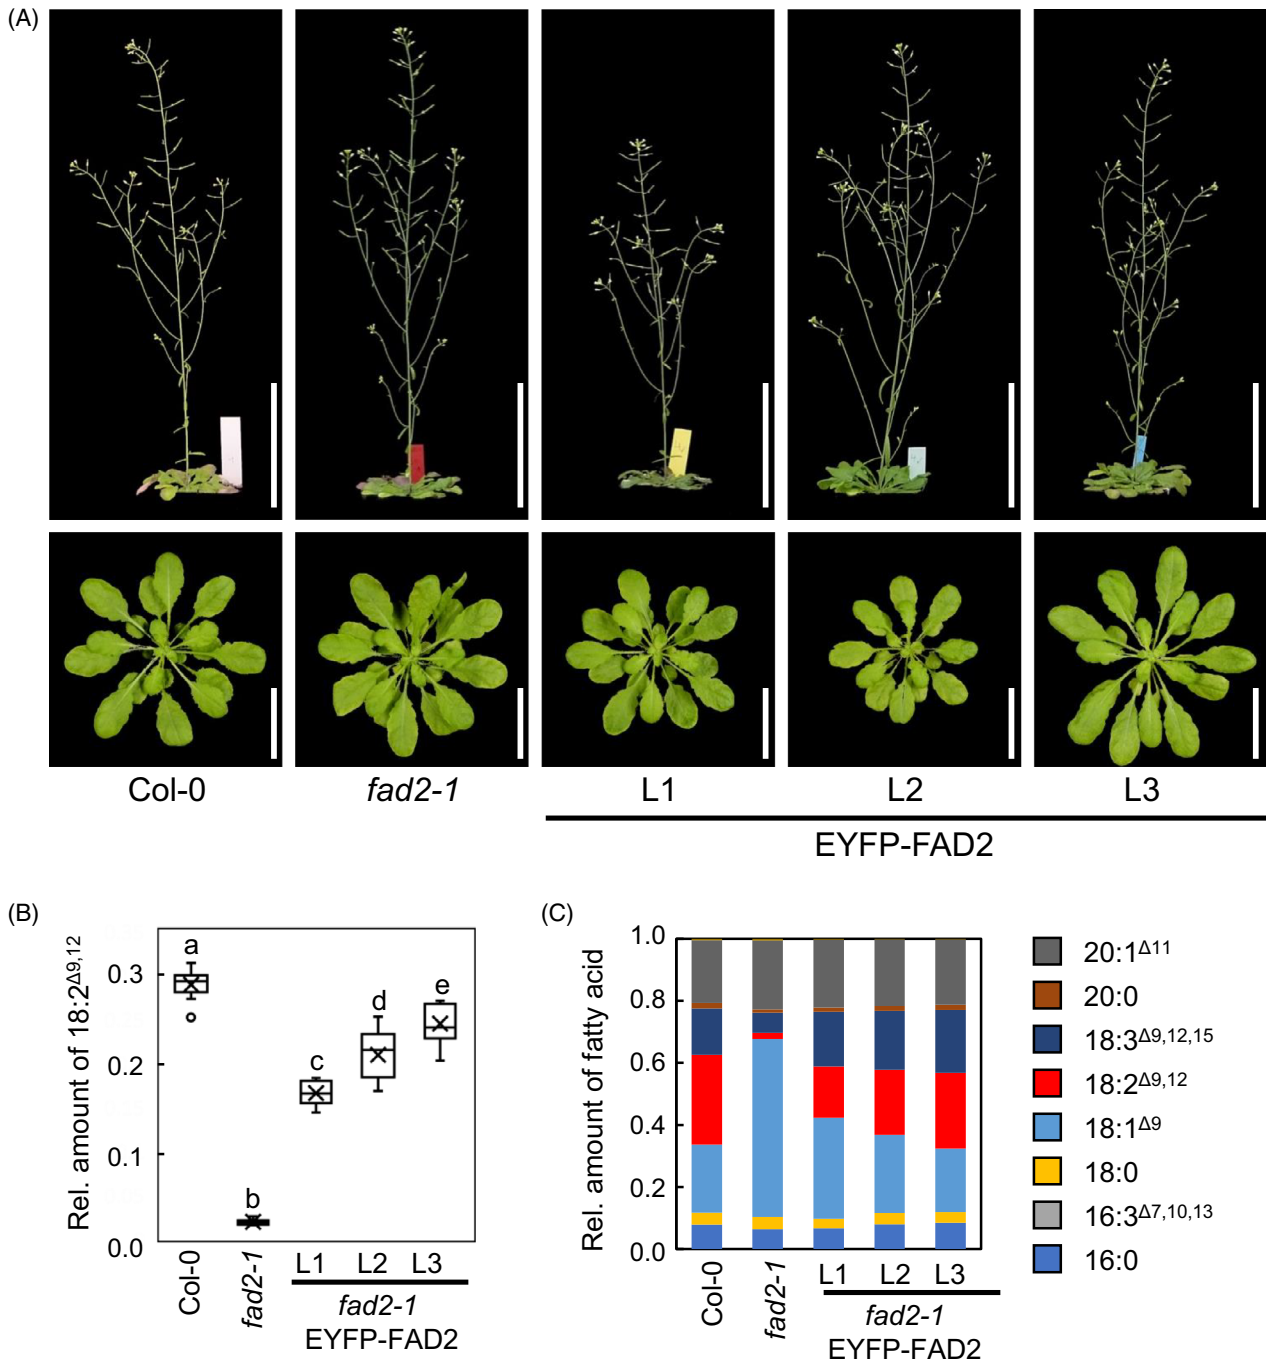 (A)
Col-0 fad2-1 L1 L2 L3
EYFP-FAD2
(B)
Rel. amount of 18:2Δ9,12
0.3
0.2
0.1
0.0
a
b
c
d
e
Col-0
fad2-1
L1 L2 L3
fad2-1
EYFP-FAD2
(C)
Rel. amount of fatty acid
1.0
0.8
0.6
0.4
0.2
0.0
Col-0
fad2-1
L1 L2 L3
fad2-1
EYFP-FAD2
20:1Δ11
20:0
18:3Δ9,12,15
18:2Δ9,12
18:1Δ9
18:0
16:3Δ7,10,13
16:0